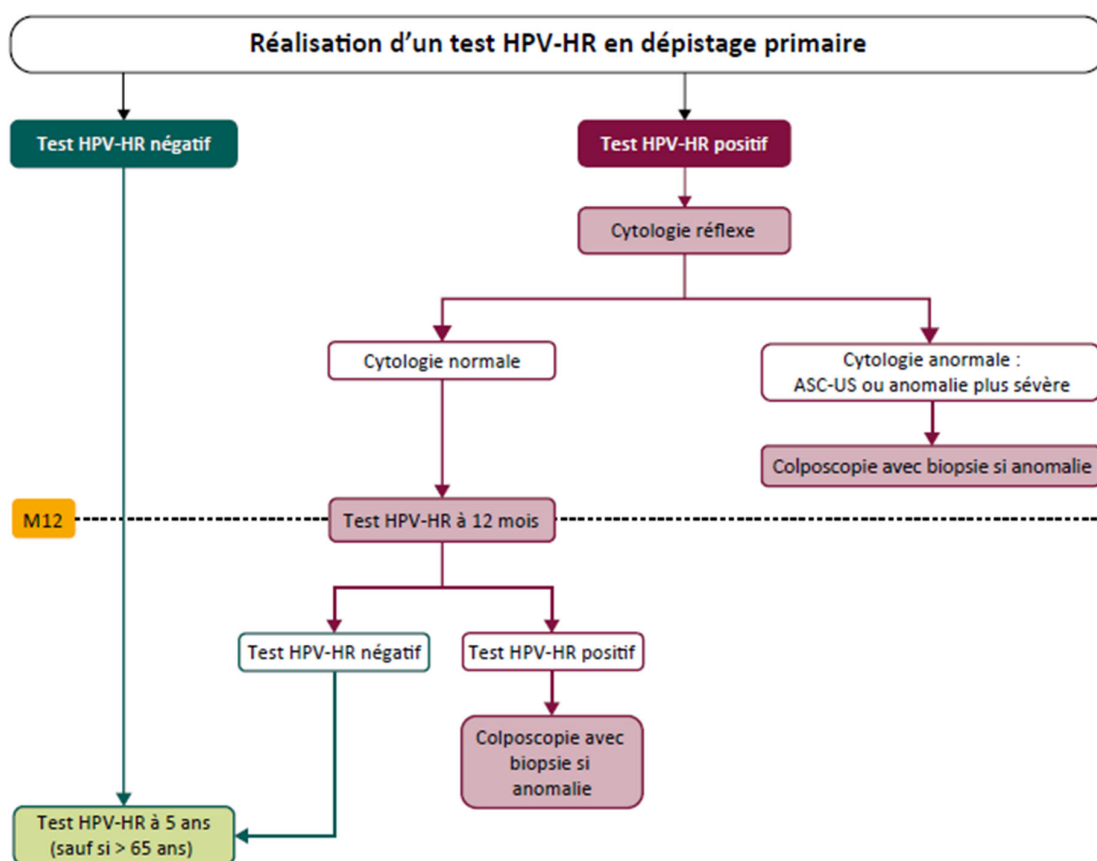 Réalisation d'un test HPV-HR en dépistage primaire
Test HPV-HR négatif
Test HPV-HR positif
Cytologie réflexe
Cytologie normale
Cytologie anormale :
ASC-US ou anomalie plus sévère
Colposcopie avec biopsie si anomalie
M12
Test HPV-HR à 12 mois
Test HPV-HR négatif
Test HPV-HR positif
Colposcopie avec
biopsie si
anomalie
Test HPV-HR à 5 ans
(sauf si > 65 ans)